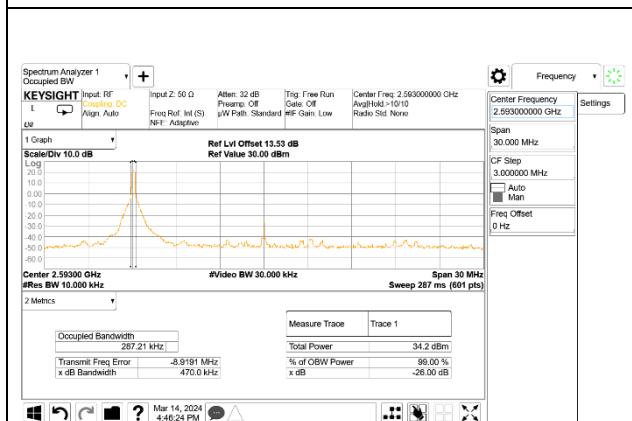 Spectrum Analyzer 1
Occupied BW
+
Frequency
KEYSIGHT
Input: RF
Coupling: DC
Align: Auto
Input Z: 50 Ω
Freq Ref: Int (S)
NFE: Adaptive
Atten: 32 dB
Preamp: Off
µW Path: Standard
Trig: Free Run
Gate: Off
#IF Gain: Low
Center Freq: 2.593000000 GHz
Avg|Hold:>10/10
Radio Std: None
Center Frequency
2.593000000 GHz
Settings
Span
30.000 MHz
CF Step
3.000000 MHz
Auto
Man
Freq Offset
0 Hz
1 Graph
Scale/Div 10.0 dB
Ref Lvl Offset 13.53 dB
Ref Value 30.00 dBm
Log
20.0
10.0
0.00
-10.0
-20.0
-30.0
-40.0
-50.0
-60.0
Center 2.59300 GHz
#Video BW 30.000 kHz
Span 30 MHz
#Res BW 10.000 kHz
Sweep 287 ms (601 pts)
2 Metrics
Measure Trace
Trace 1
Occupied Bandwidth
287.21 kHz
Total Power
34.2 dBm
Transmit Freq Error
-8.9191 MHz
% of OBW Power
99.00 %
x dB Bandwidth
470.0 kHz
x dB
-26.00 dB
?
Mar 14, 2024
4:46:24 PM